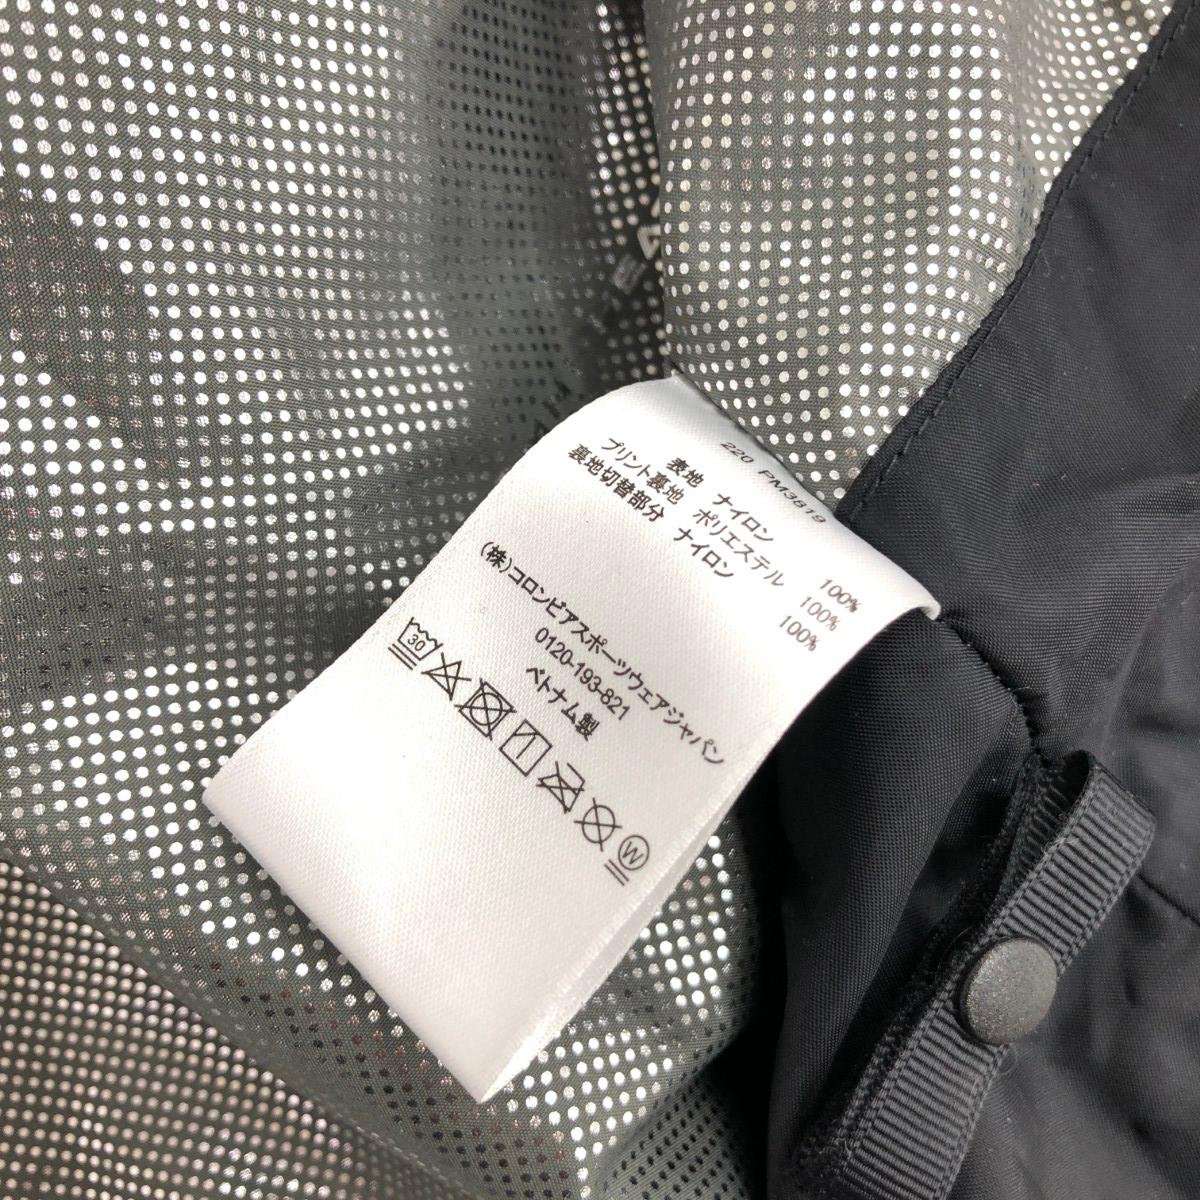 220 PM3819
表地 ナイロン 100%
プリント裏地 ポリエステル 100%
裏地切替部分 ナイロン 100%
(株)コロンビアスポーツウェアジャパン
0120-193-821
ベトナム製
30
W